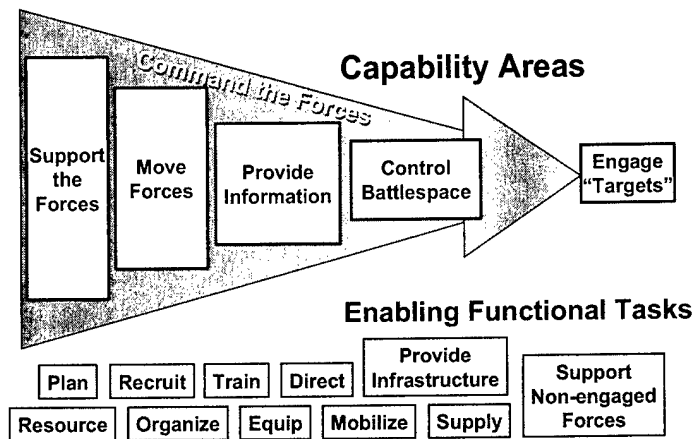 Capability Areas
Command the Forces
Support
the
Forces
Move
Forces
Provide
Information
Control
Battlespace
Engage
“Targets”
Enabling Functional Tasks
Plan
Recruit
Train
Direct
Provide
Infrastructure
Support
Non-engaged
Forces
Resource
Organize
Equip
Mobilize
Supply